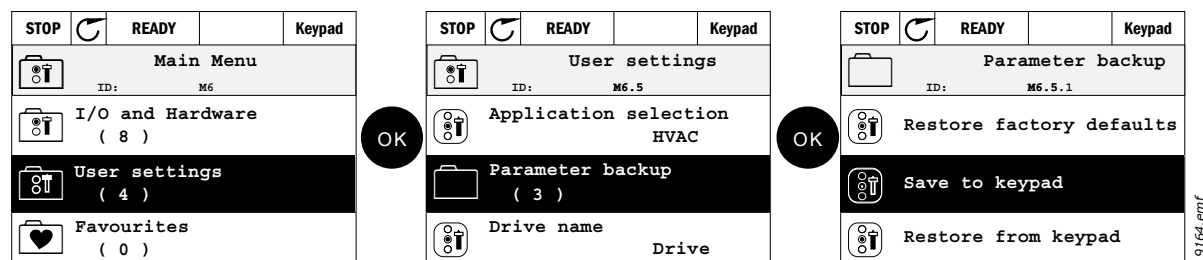 STOP READY Keypad
Main Menu
ID: M6
I/O and Hardware
( 8 )
User settings
( 4 )
Favourites
( 0 )
OK
STOP READY Keypad
User settings
ID: M6.5
Application selection
HVAC
Parameter backup
( 3 )
Drive name
Drive
OK
STOP READY Keypad
Parameter backup
ID: M6.5.1
Restore factory defaults
Save to keypad
Restore from keypad
9164.emf